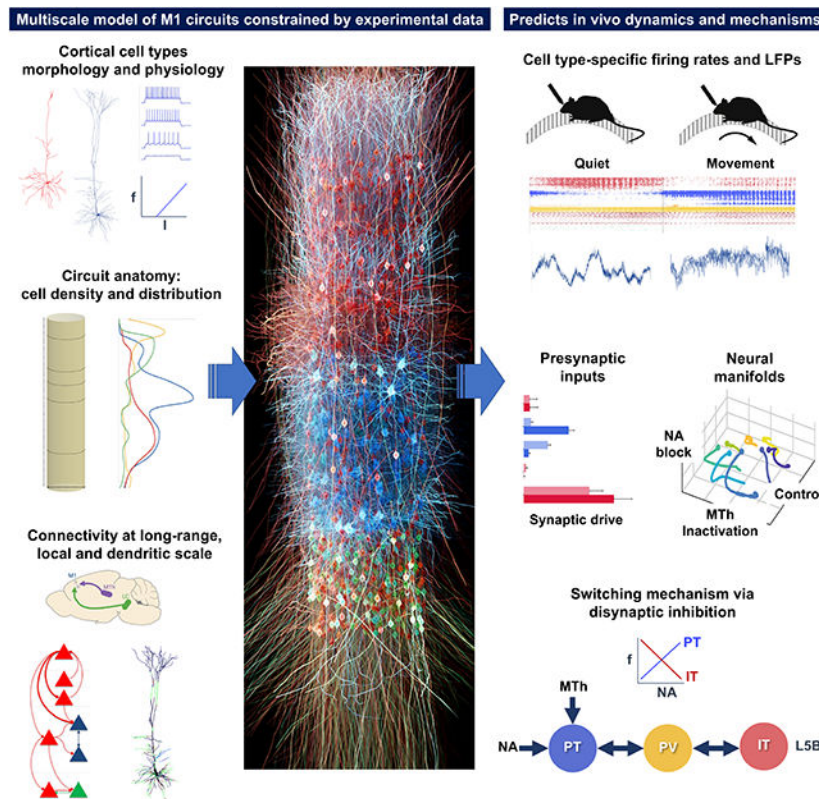 Multiscale model of M1 circuits constrained by experimental data
Cortical cell types
morphology and physiology
f
I
Circuit anatomy:
cell density and distribution
Connectivity at long-range,
local and dendritic scale
M1
MTh
Predicts in vivo dynamics and mechanisms
Cell type-specific firing rates and LFPs
Quiet
Movement
Presynaptic
inputs
Synaptic drive
Neural
manifolds
NA
block
MTh
Inactivation
Control
Switching mechanism via
disynaptic inhibition
f
PT
IT
NA
MTh
NA
PT
PV
IT
L5B